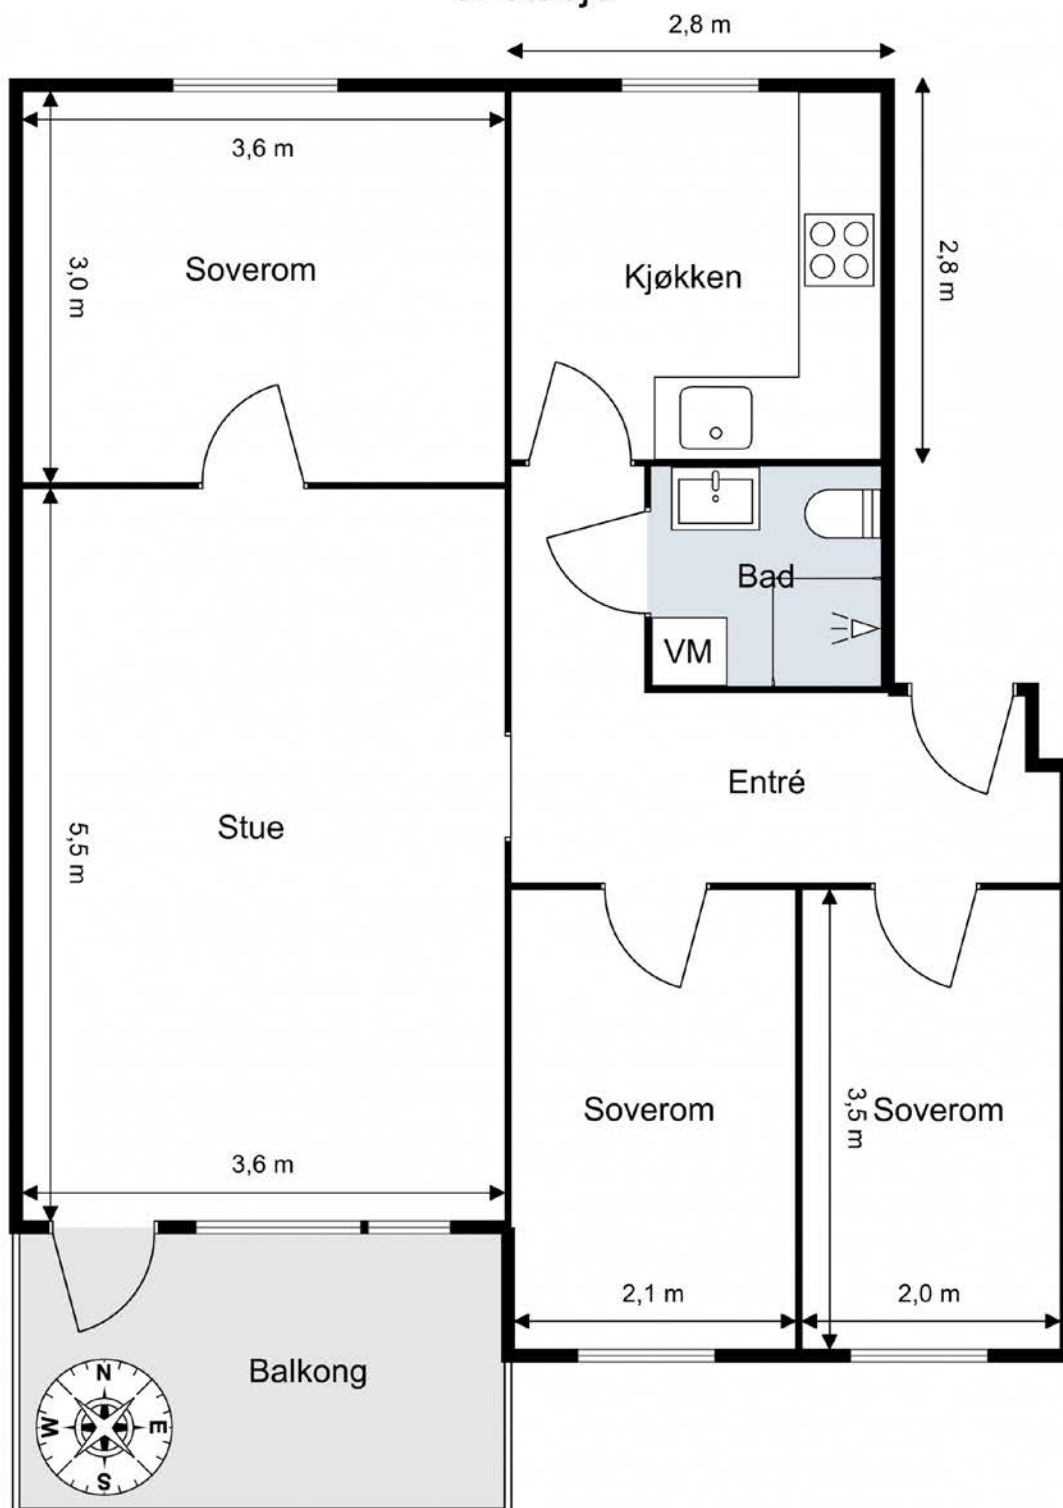 2,8 m
3,6 m
3,0 m
Soverom
Kjøkken
2,8 m
Bad
VM
Entré
Stue
5,5 m
Soverom
3,5 m
Soverom
3,6 m
2,1 m
2,0 m
Balkong
N
W
E
S